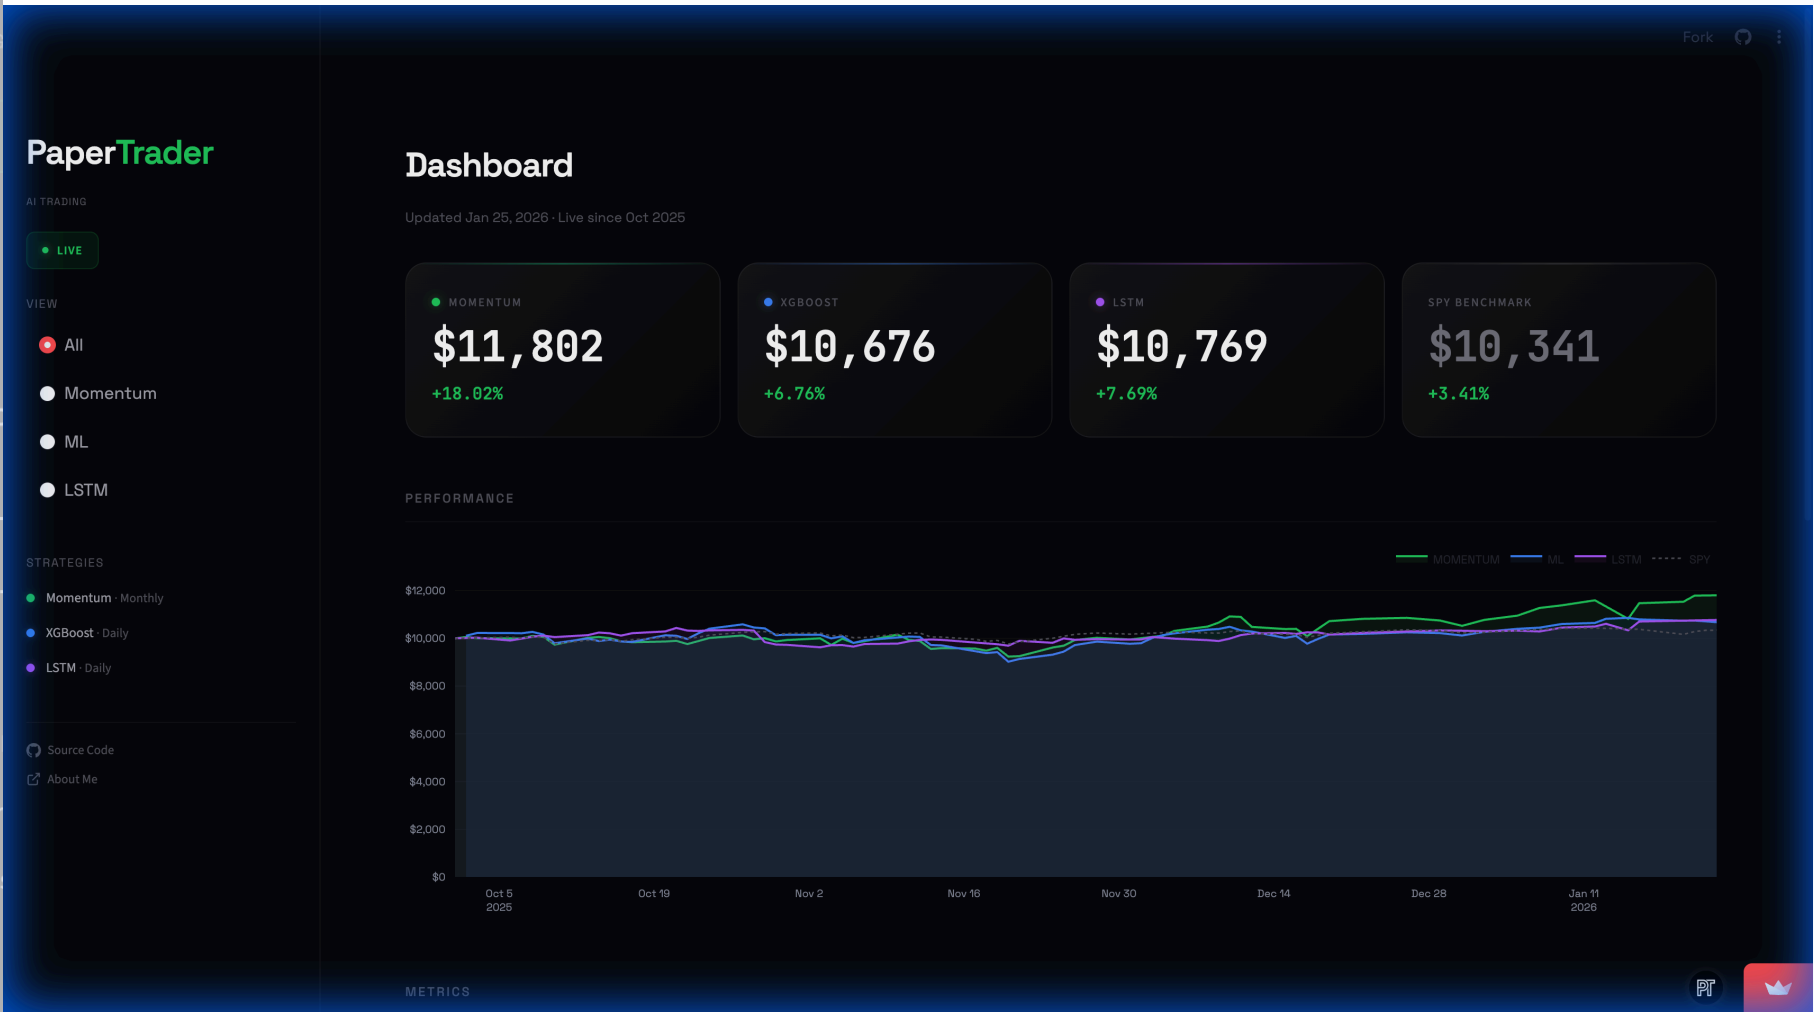 Fork
PaperTrader
AI TRADING
LIVE
VIEW
All
Momentum
ML
LSTM
STRATEGIES
Momentum · Monthly
XGBoost · Daily
LSTM · Daily
Source Code
About Me
Dashboard
Updated Jan 25, 2026 · Live since Oct 2025
MOMENTUM
$11,802
+18.02%
XGBOOST
$10,676
+6.76%
LSTM
$10,769
+7.69%
SPY BENCHMARK
$10,341
+3.41%
PERFORMANCE
MOMENTUM ML LSTM SPY
$12,000
$10,000
$8,000
$6,000
$4,000
$2,000
$0
Oct 5 Oct 19 Nov 2 Nov 16 Nov 30 Dec 14 Dec 28 Jan 11
2025 2026
METRICS
PT